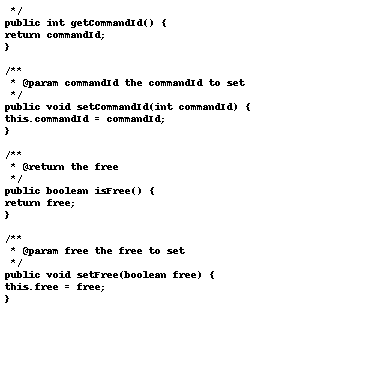 */
public int getCommandId() {
return commandId;
}

/**
 * @param commandId the commandId to set
 */
public void setCommandId(int commandId) {
this.commandId = commandId;
}

/**
 * @return the free
 */
public boolean isFree() {
return free;
}

/**
 * @param free the free to set
 */
public void setFree(boolean free) {
this.free = free;
}